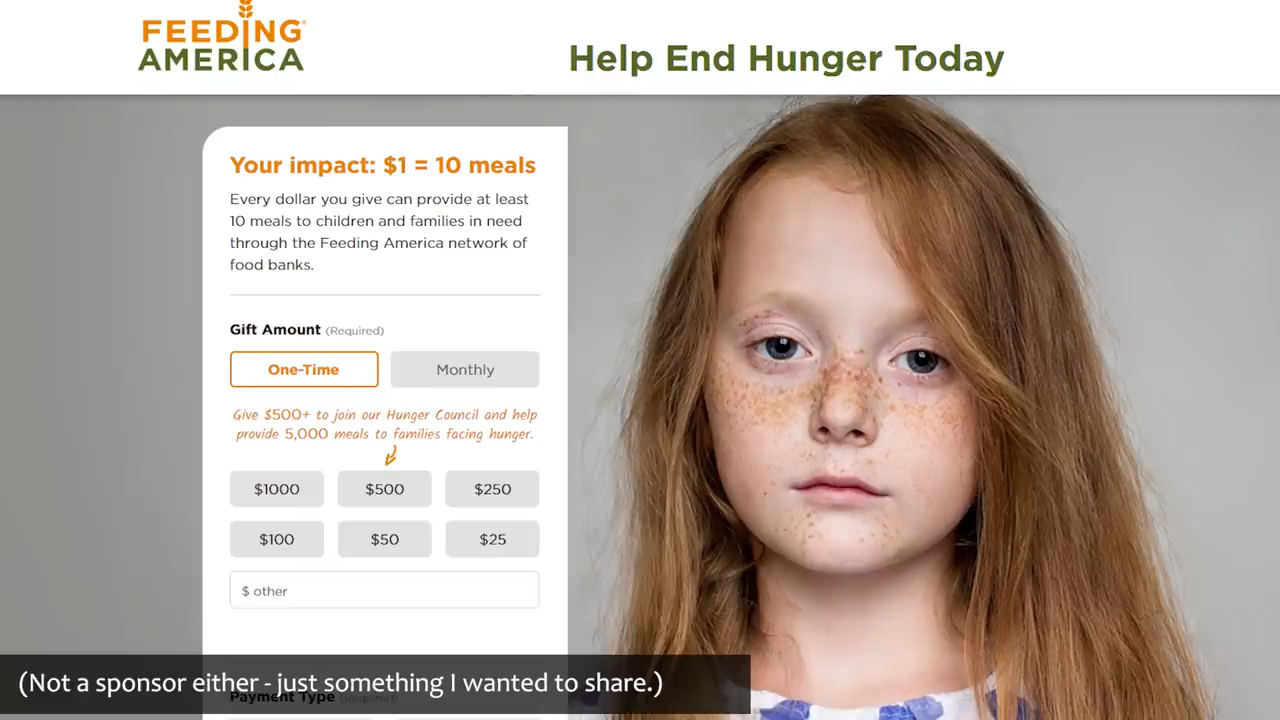 FEEDING®
AMERICA
Help End Hunger Today
Your impact: $1 = 10 meals
Every dollar you give can provide at least
10 meals to children and families in need
through the Feeding America network of
food banks.
Gift Amount (Required)
One-Time Monthly
Give $500+ to join our Hunger Council and help
provide 5,000 meals to families facing hunger.
$1000 $500 $250
$100 $50 $25
$ other
(Not a sponsor either - just something I wanted to share.)
Payment Type (Required)